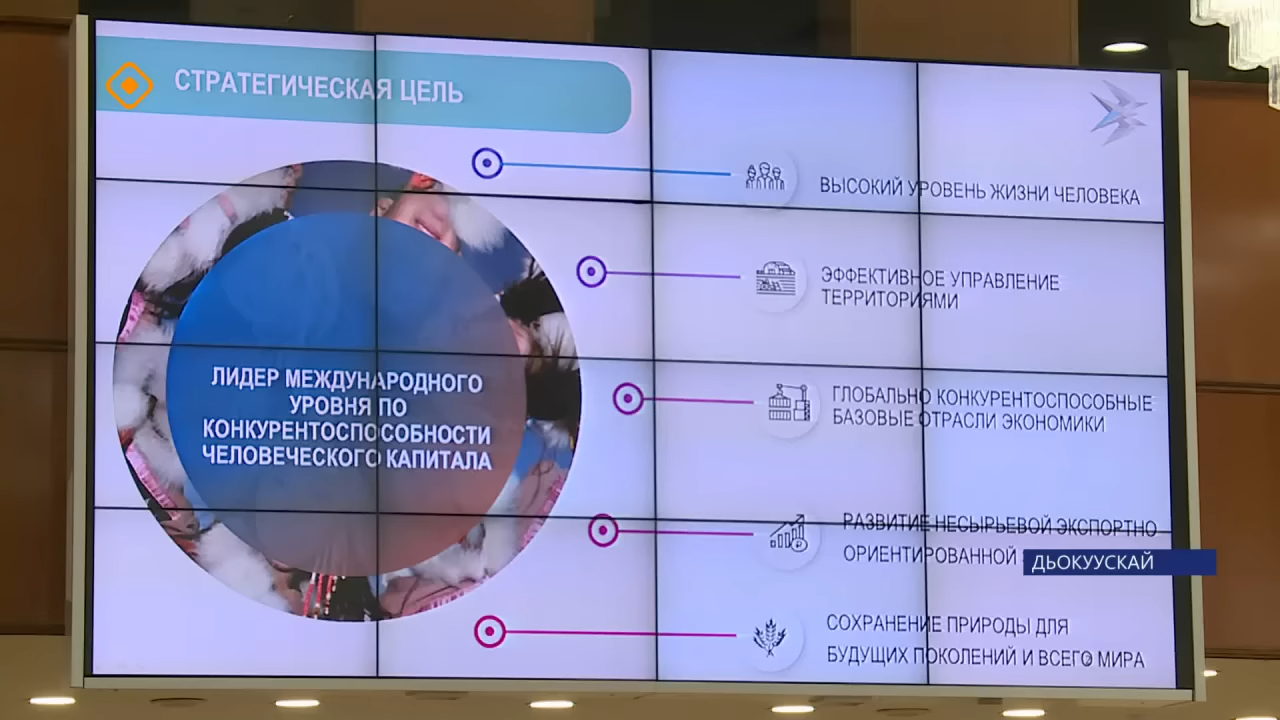 СТРАТЕГИЧЕСКАЯ ЦЕЛЬ
ЛИДЕР МЕЖДУНАРОДНОГО
УРОВНЯ ПО
КОНКУРЕНТОСПОСОБНОСТИ
ЧЕЛОВЕЧЕСКОГО КАПИТАЛА
ВЫСОКИЙ УРОВЕНЬ ЖИЗНИ ЧЕЛОВЕКА
ЭФФЕКТИВНОЕ УПРАВЛЕНИЕ
ТЕРРИТОРИЯМИ
ГЛОБАЛЬНО КОНКУРЕНТОСПОСОБНЫЕ
БАЗОВЫЕ ОТРАСЛИ ЭКОНОМИКИ
РАЗВИТИЕ НЕСЫРЬЕВОЙ ЭКСПОРТНО
ОРИЕНТИРОВАННОЙ
ДЬОКУУСКАЙ
СОХРАНЕНИЕ ПРИРОДЫ ДЛЯ
БУДУЩИХ ПОКОЛЕНИЙ И ВСЕГО МИРА